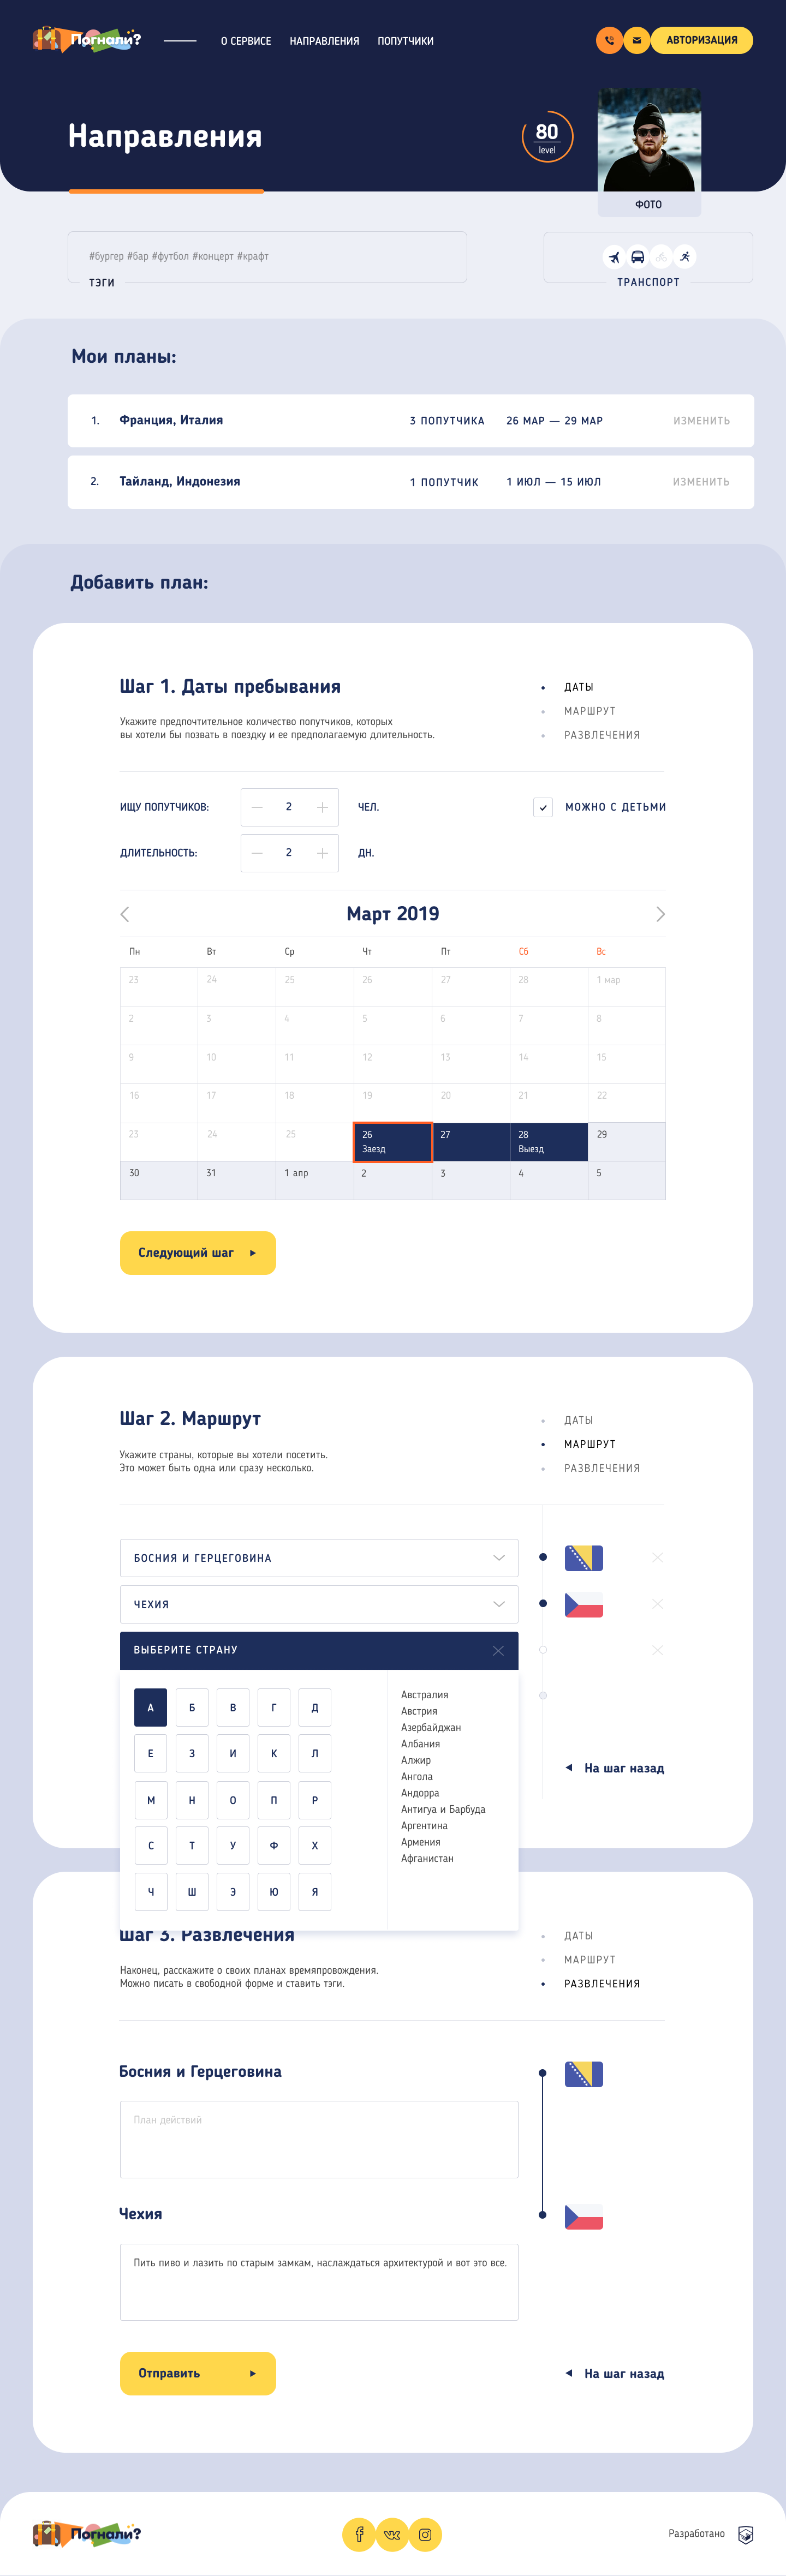 Погнали?
О СЕРВИСЕ
НАПРАВЛЕНИЯ
ПОПУТЧИКИ
АВТОРИЗАЦИЯ
Направления
80
level
ФОТО
#бургер #бар #футбол #концерт #крафт
ТЭГИ
ТРАНСПОРТ
Мои планы:
1. Франция, Италия 3 ПОПУТЧИКА 26 МАР — 29 МАР ИЗМЕНИТЬ
2. Тайланд, Индонезия 1 ПОПУТЧИК 1 ИЮЛ — 15 ИЮЛ ИЗМЕНИТЬ
Добавить план:
Шаг 1. Даты пребывания
Укажите предпочтительное количество попутчиков, которых
вы хотели бы позвать в поездку и ее предполагаемую длительность.
ДАТЫ
МАРШРУТ
РАЗВЛЕЧЕНИЯ
ИЩУ ПОПУТЧИКОВ: — 2 + ЧЕЛ.
МОЖНО С ДЕТЬМИ
ДЛИТЕЛЬНОСТЬ: — 2 + ДН.
Март 2019
Пн Вт Ср Чт Пт Сб Вс
23 24 25 26 27 28 1 мар
2 3 4 5 6 7 8
9 10 11 12 13 14 15
16 17 18 19 20 21 22
23 24 25 26 27 28 29
Заезд Выезд
30 31 1 апр 2 3 4 5
Следующий шаг
Шаг 2. Маршрут
Укажите страны, которые вы хотели посетить.
Это может быть одна или сразу несколько.
ДАТЫ
МАРШРУТ
РАЗВЛЕЧЕНИЯ
БОСНИЯ И ГЕРЦЕГОВИНА
ЧЕХИЯ
ВЫБЕРИТЕ СТРАНУ
А Б В Г Д
Е З И К Л
М Н О П Р
С Т У Ф Х
Ч Ш Э Ю Я
Австралия
Австрия
Азербайджан
Албания
Алжир
Ангола
Андорра
Антигуа и Барбуда
Аргентина
Армения
Афганистан
На шаг назад
Шаг 3. Развлечения
Наконец, расскажите о своих планах времяпровождения.
Можно писать в свободной форме и ставить тэги.
ДАТЫ
МАРШРУТ
РАЗВЛЕЧЕНИЯ
Босния и Герцеговина
План действий
Чехия
Пить пиво и лазить по старым замкам, наслаждаться архитектурой и вот это все.
Отправить
На шаг назад
Погнали?
Разработано